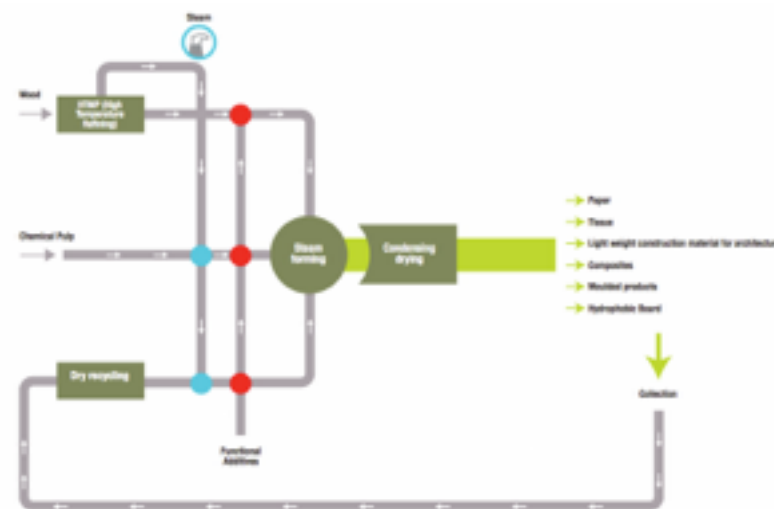 Steam
Wood
HTMP (High
Temperature
Refining)
Chemical Pulp
Steam
forming
Condensing
drying
Paper
Tissue
Light weight construction material for architectur
Composites
Moulded products
Hydrophobic Board
Dry recycling
Collection
Functional
Additives